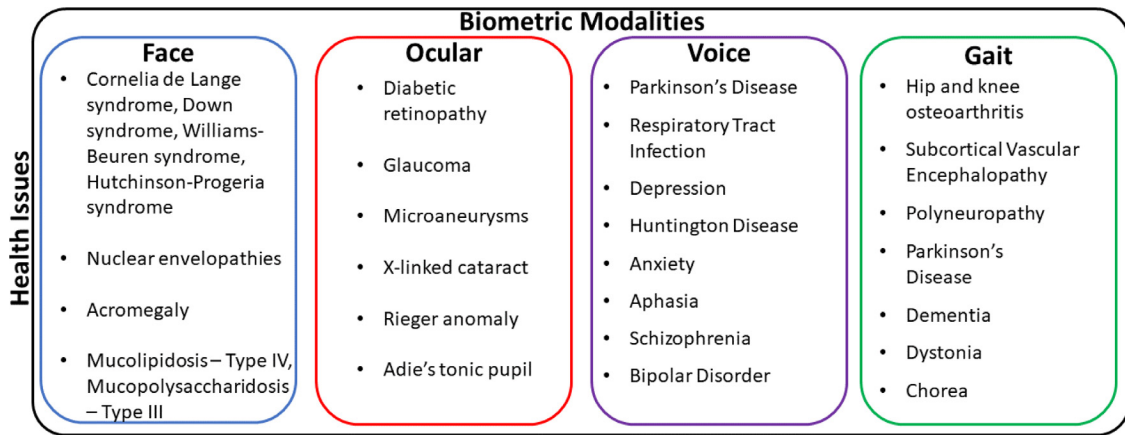 Biometric Modalities
Health Issues
Face
• Cornelia de Lange
syndrome, Down
syndrome, Williams-
Beuren syndrome,
Hutchinson-Progeria
syndrome
• Nuclear envelopathies
• Acromegaly
• Mucolipidosis – Type IV,
Mucopolysaccharidosis
– Type III
Ocular
• Diabetic
retinopathy
• Glaucoma
• Microaneurysms
• X-linked cataract
• Rieger anomaly
• Adie's tonic pupil
Voice
• Parkinson's Disease
• Respiratory Tract
Infection
• Depression
• Huntington Disease
• Anxiety
• Aphasia
• Schizophrenia
• Bipolar Disorder
Gait
• Hip and knee
osteoarthritis
• Subcortical Vascular
Encephalopathy
• Polyneuropathy
• Parkinson's
Disease
• Dementia
• Dystonia
• Chorea